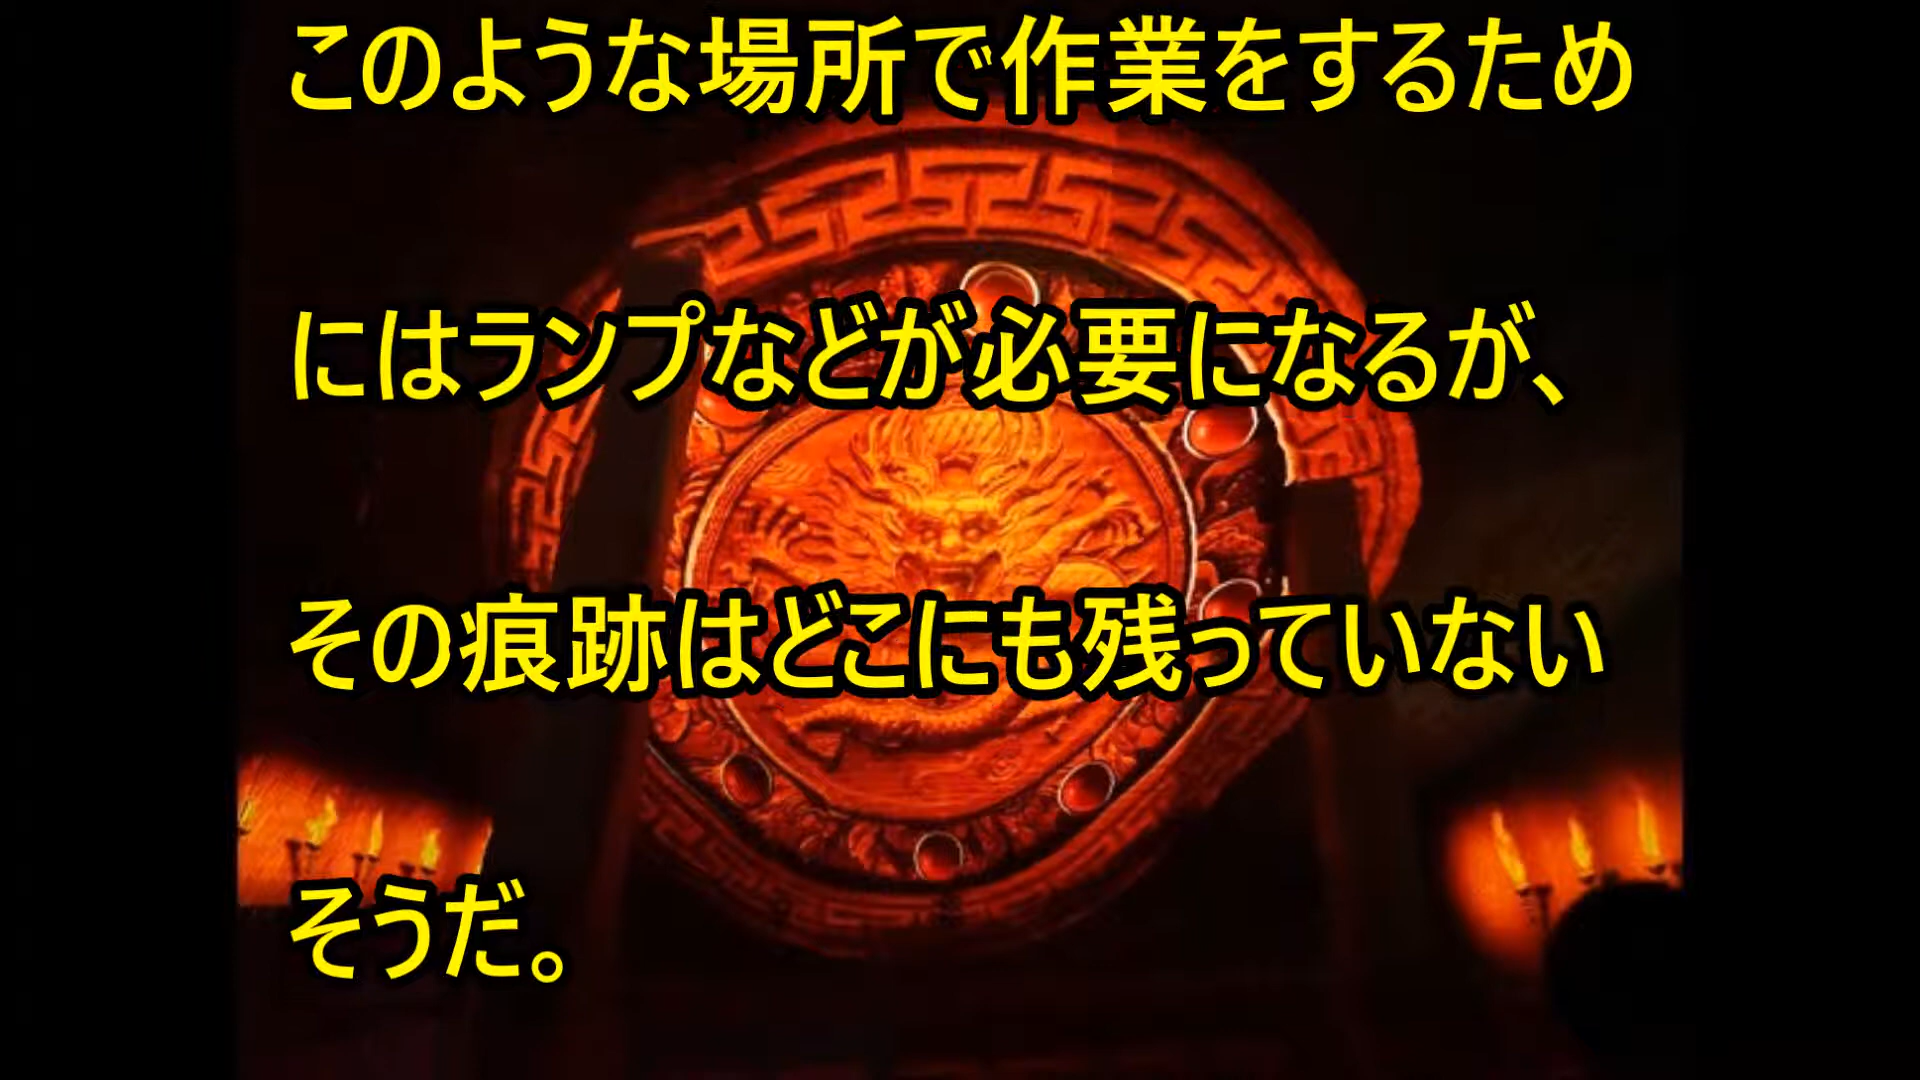 このような場所で作業をするため
にはランプなどが必要になるが、
その痕跡はどこにも残っていない
そうだ。